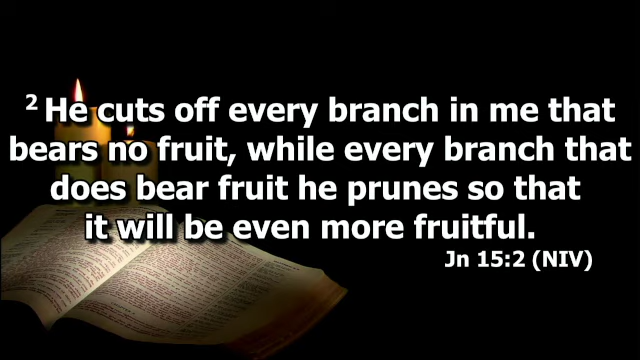 2 He cuts off every branch in me that
bears no fruit, while every branch that
does bear fruit he prunes so that
it will be even more fruitful.
Jn 15:2 (NIV)